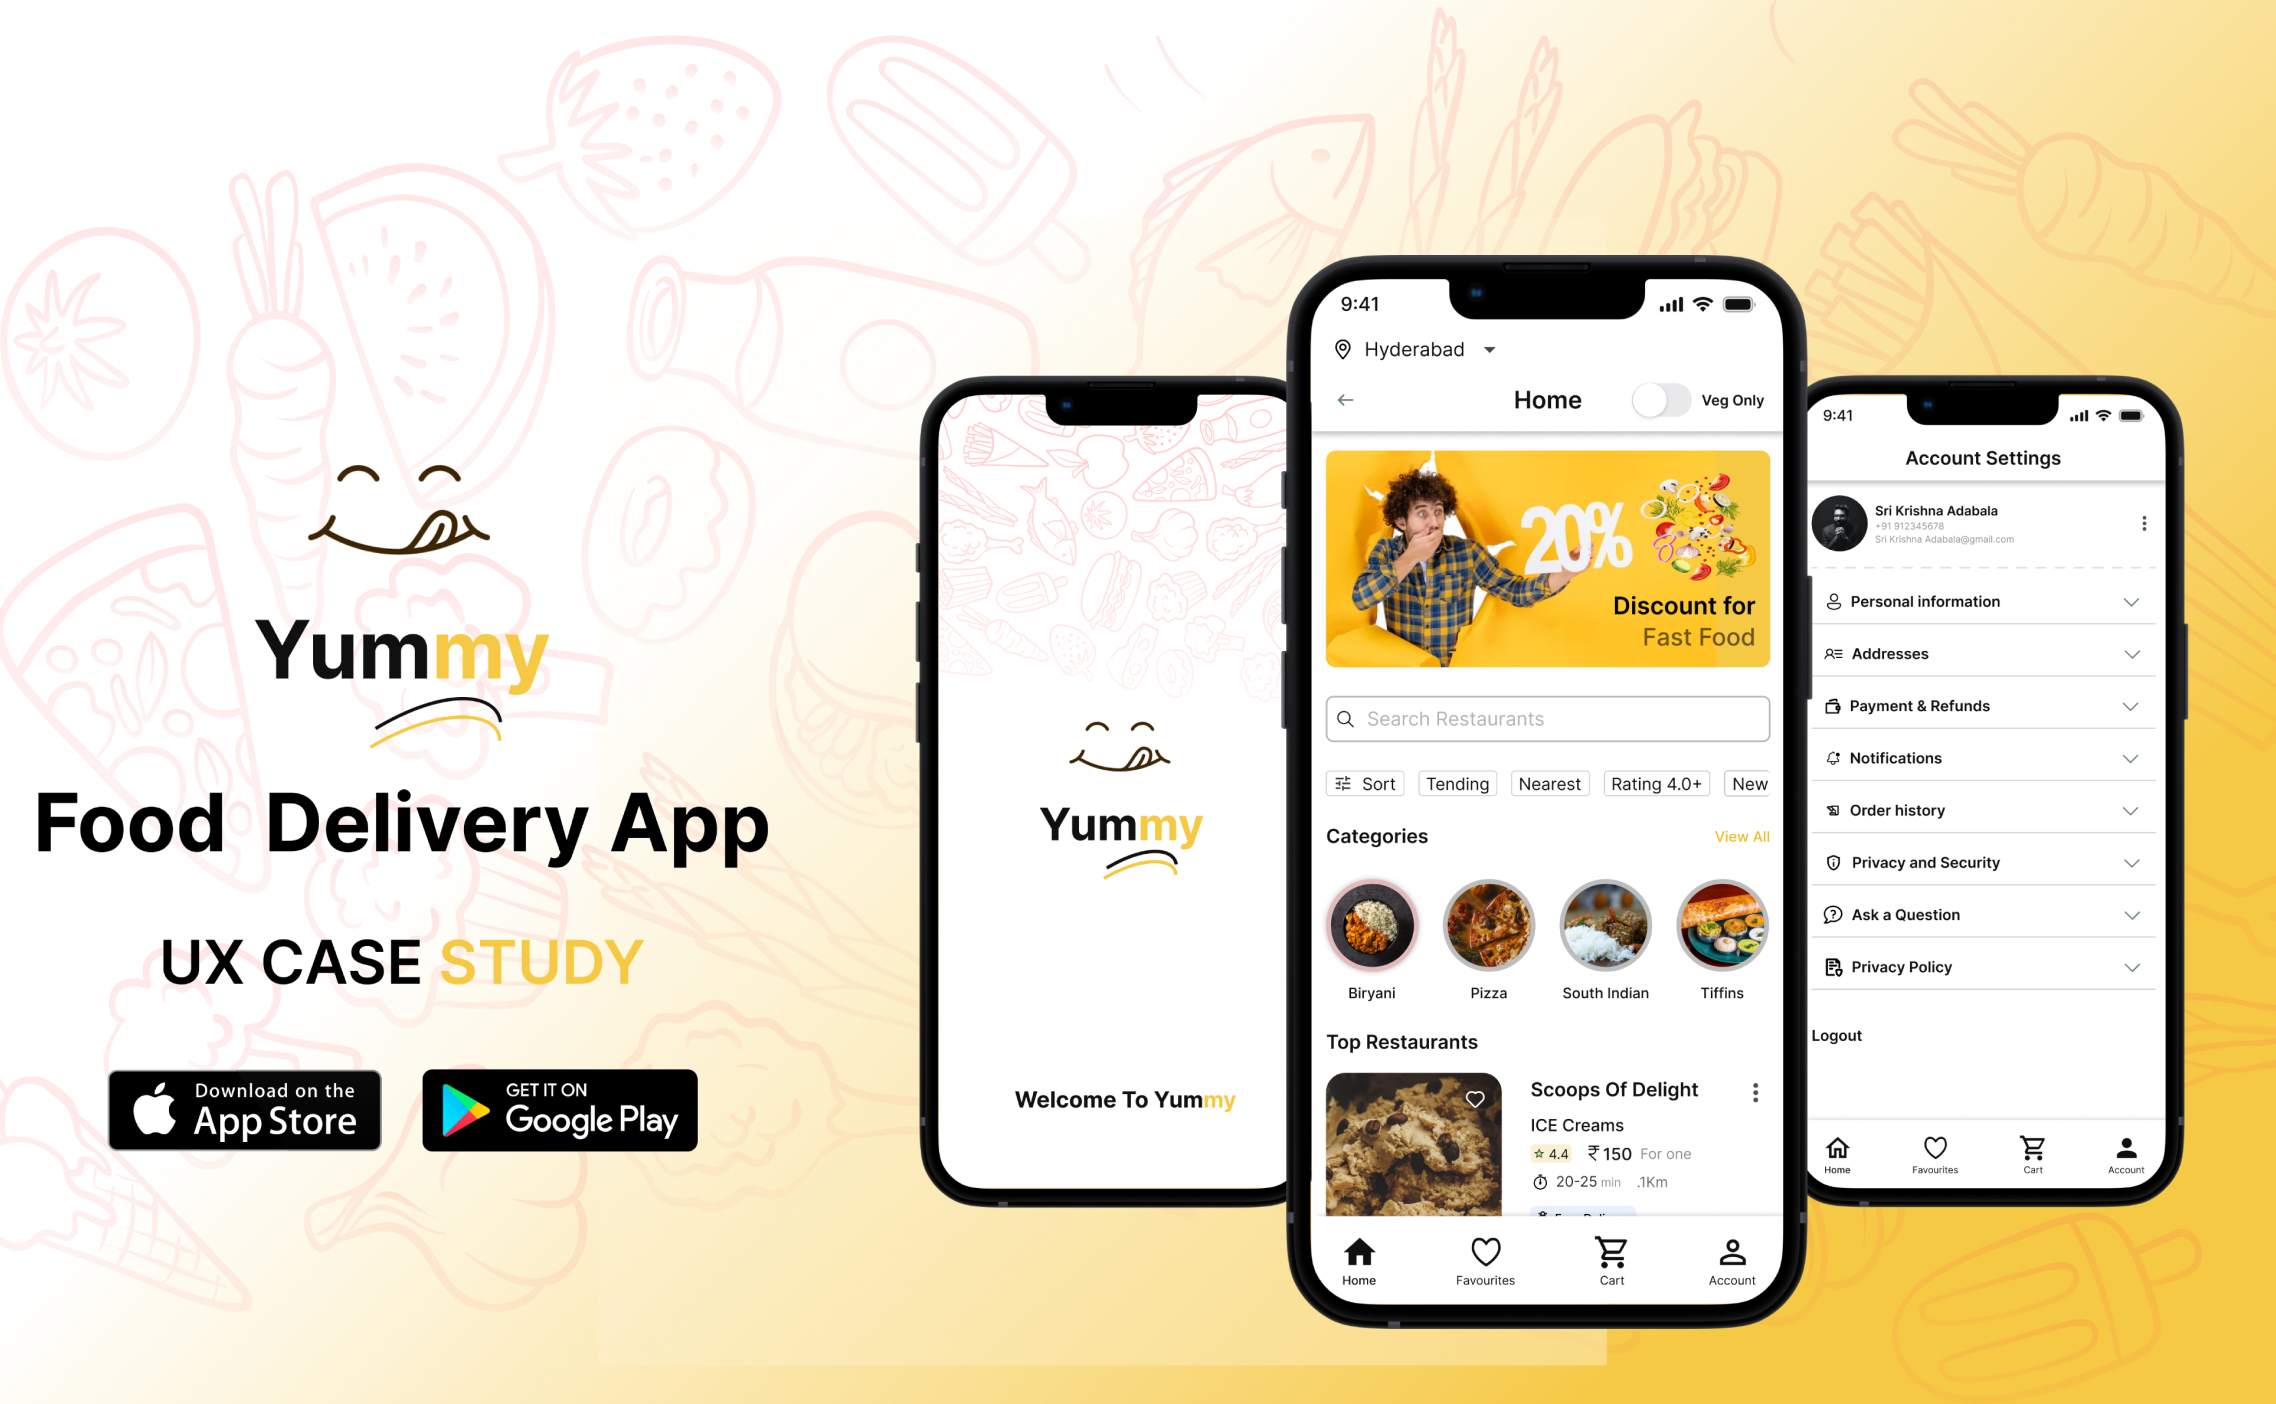 Yummy
Food Delivery App
UX CASE STUDY
Download on the
App Store
GET IT ON
Google Play
Yummy
Welcome To Yummy
9:41
Hyderabad
Home
Veg Only
20%
Discount for
Fast Food
Search Restaurants
Sort
Tending
Nearest
Rating 4.0+
New
Categories
View All
Biryani
Pizza
South Indian
Tiffins
Top Restaurants
Scoops Of Delight
ICE Creams
4.4 ₹150 For one
20-25 min .1Km
Home
Favourites
Cart
Account
9:41
Account Settings
Sri Krishna Adabala
+91 912345678
Sri Krishna Adabala@gmail.com
Personal information
Addresses
Payment & Refunds
Notifications
Order history
Privacy and Security
Ask a Question
Privacy Policy
Logout
Home
Favourites
Cart
Account